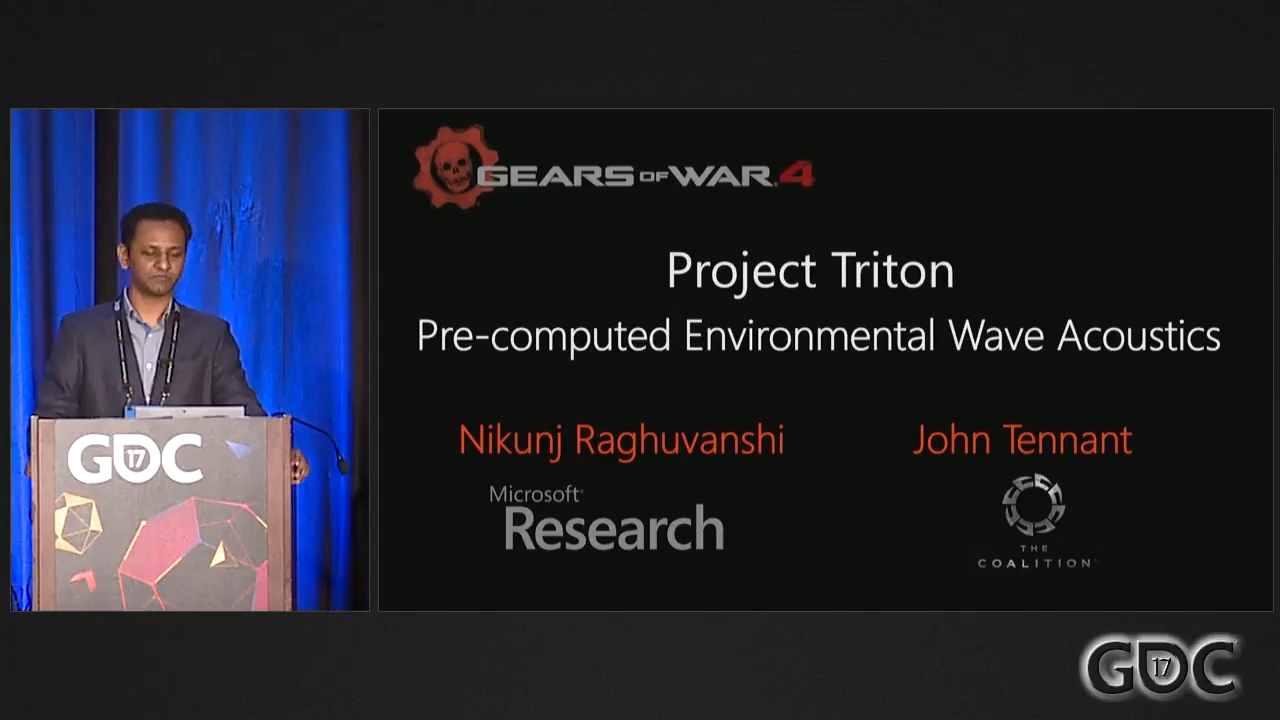 GEARS OF WAR 4
Project Triton
Pre-computed Environmental Wave Acoustics
Nikunj Raghuvanshi
John Tennant
Microsoft
Research
THE
COALITION
GDC
17
GDC
17